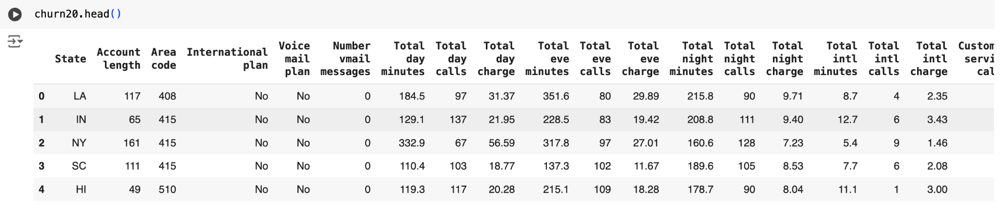 churn20.head()
State Account length Area code International plan Voice mail plan Number vmail messages Total day minutes Total day calls Total day charge Total eve minutes Total eve calls Total eve charge Total night minutes Total night calls Total night charge Total intl minutes Total intl calls Total intl charge Custom servi cal
0 LA 117 408 No No 0 184.5 97 31.37 351.6 80 29.89 215.8 90 9.71 8.7 4 2.35
1 IN 65 415 No No 0 129.1 137 21.95 228.5 83 19.42 208.8 111 9.40 12.7 6 3.43
2 NY 161 415 No No 0 332.9 67 56.59 317.8 97 27.01 160.6 128 7.23 5.4 9 1.46
3 SC 111 415 No No 0 110.4 103 18.77 137.3 102 11.67 189.6 105 8.53 7.7 6 2.08
4 HI 49 510 No No 0 119.3 117 20.28 215.1 109 18.28 178.7 90 8.04 11.1 1 3.00